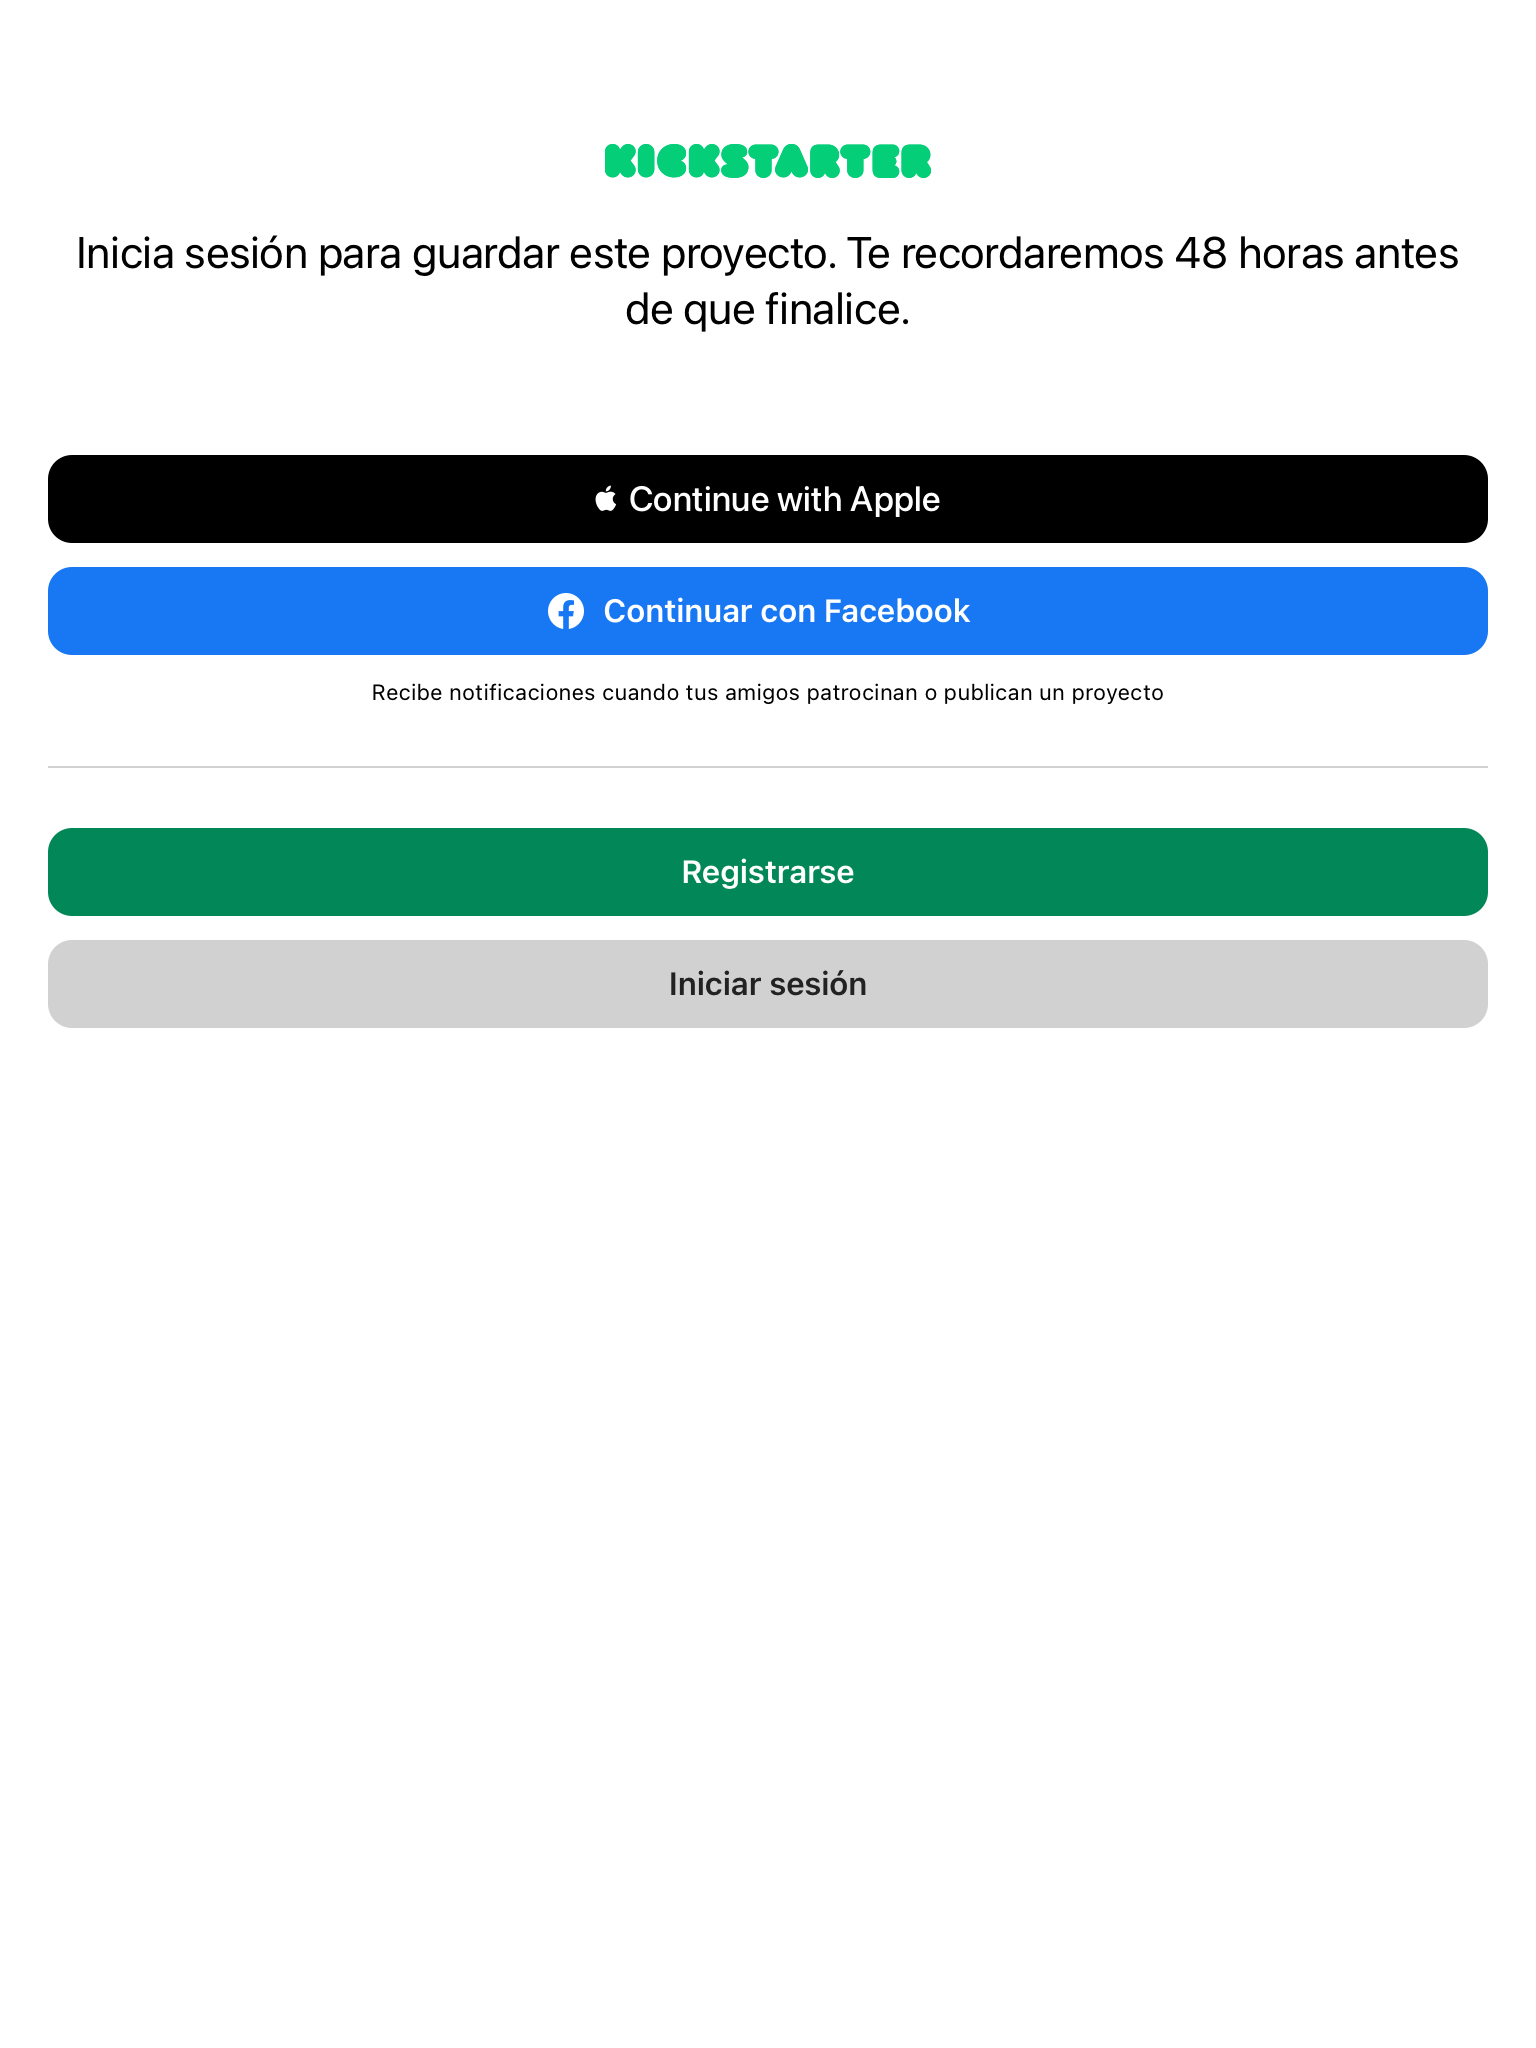 KICKSTARTER
Inicia sesión para guardar este proyecto. Te recordaremos 48 horas antes
de que finalice.
Continue with Apple
Continuar con Facebook
Recibe notificaciones cuando tus amigos patrocinan o publican un proyecto
Registrarse
Iniciar sesión